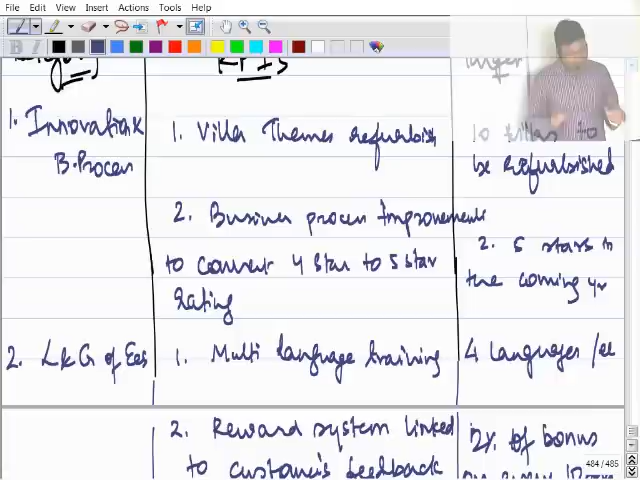 File Edit View Insert Actions Tools Help
KPIs
Target
1. Innovation &
B. Process
1. Villa Themes refurbish
10 villas to
be refurbished
2. Business process Improvements
to convert 4 star to 5 star
Rating
2. 5 stars in
the coming yr
2. L & G of Ees
1. Multi language training
4 languages /ee
2. Reward system linked
to customer's feedback
2% of bonus
484 / 485